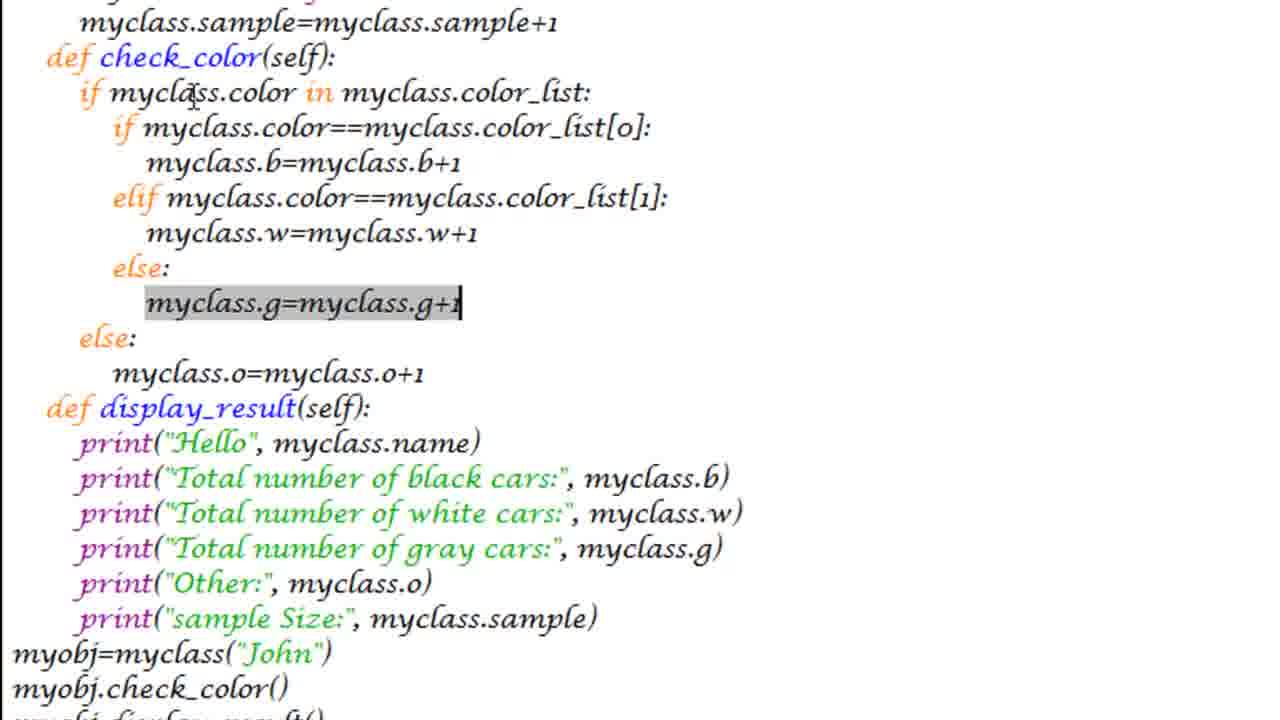 myclass.sample=myclass.sample+1
def check_color(self):
if myclass.color in myclass.color_list:
if myclass.color==myclass.color_list[0]:
myclass.b=myclass.b+1
elif myclass.color==myclass.color_list[1]:
myclass.w=myclass.w+1
else:
myclass.g=myclass.g+1
else:
myclass.o=myclass.o+1
def display_result(self):
print("Hello", myclass.name)
print("Total number of black cars:", myclass.b)
print("Total number of white cars:", myclass.w)
print("Total number of gray cars:", myclass.g)
print("Other:", myclass.o)
print("sample Size:", myclass.sample)
myobj=myclass("John")
myobj.check_color()
myobj.display_result()